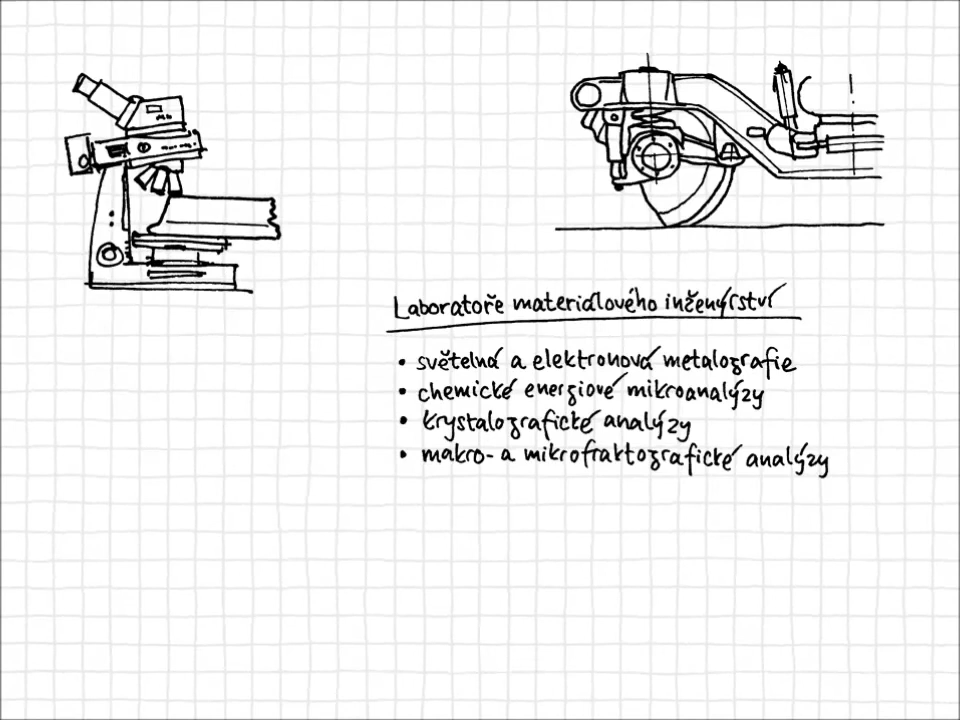 Laboratoře materiálového inženýrství
• světelná a elektronová metalografie
• chemické energiové mikroanalýzy
• krystalografické analýzy
• makro- a mikrofraktografické analýzy